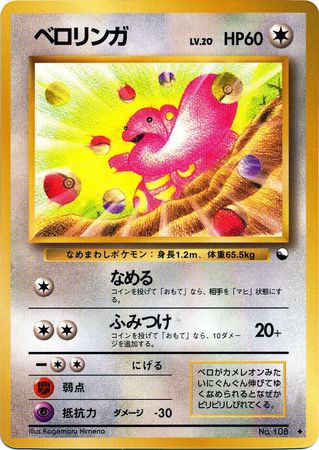 ベロリンガ LV.20 HP60
なめまわしポケモン：身長1.2m、体重65.5kg
なめる
コインを投げて「おもて」なら、相手を「マヒ」状態にす
る。
ふみつけ 20+
コインを投げて「おもて」なら、10ダメー
ジを追加する。
にげる
弱点
抵抗力 ダメージ -30
ベロがカメレオンみた
いにぐんぐん伸びてゆ
くなめられるとなぜか
ピリピリしびれてくる。
Illus. Kagemaru Himeno
No. 108